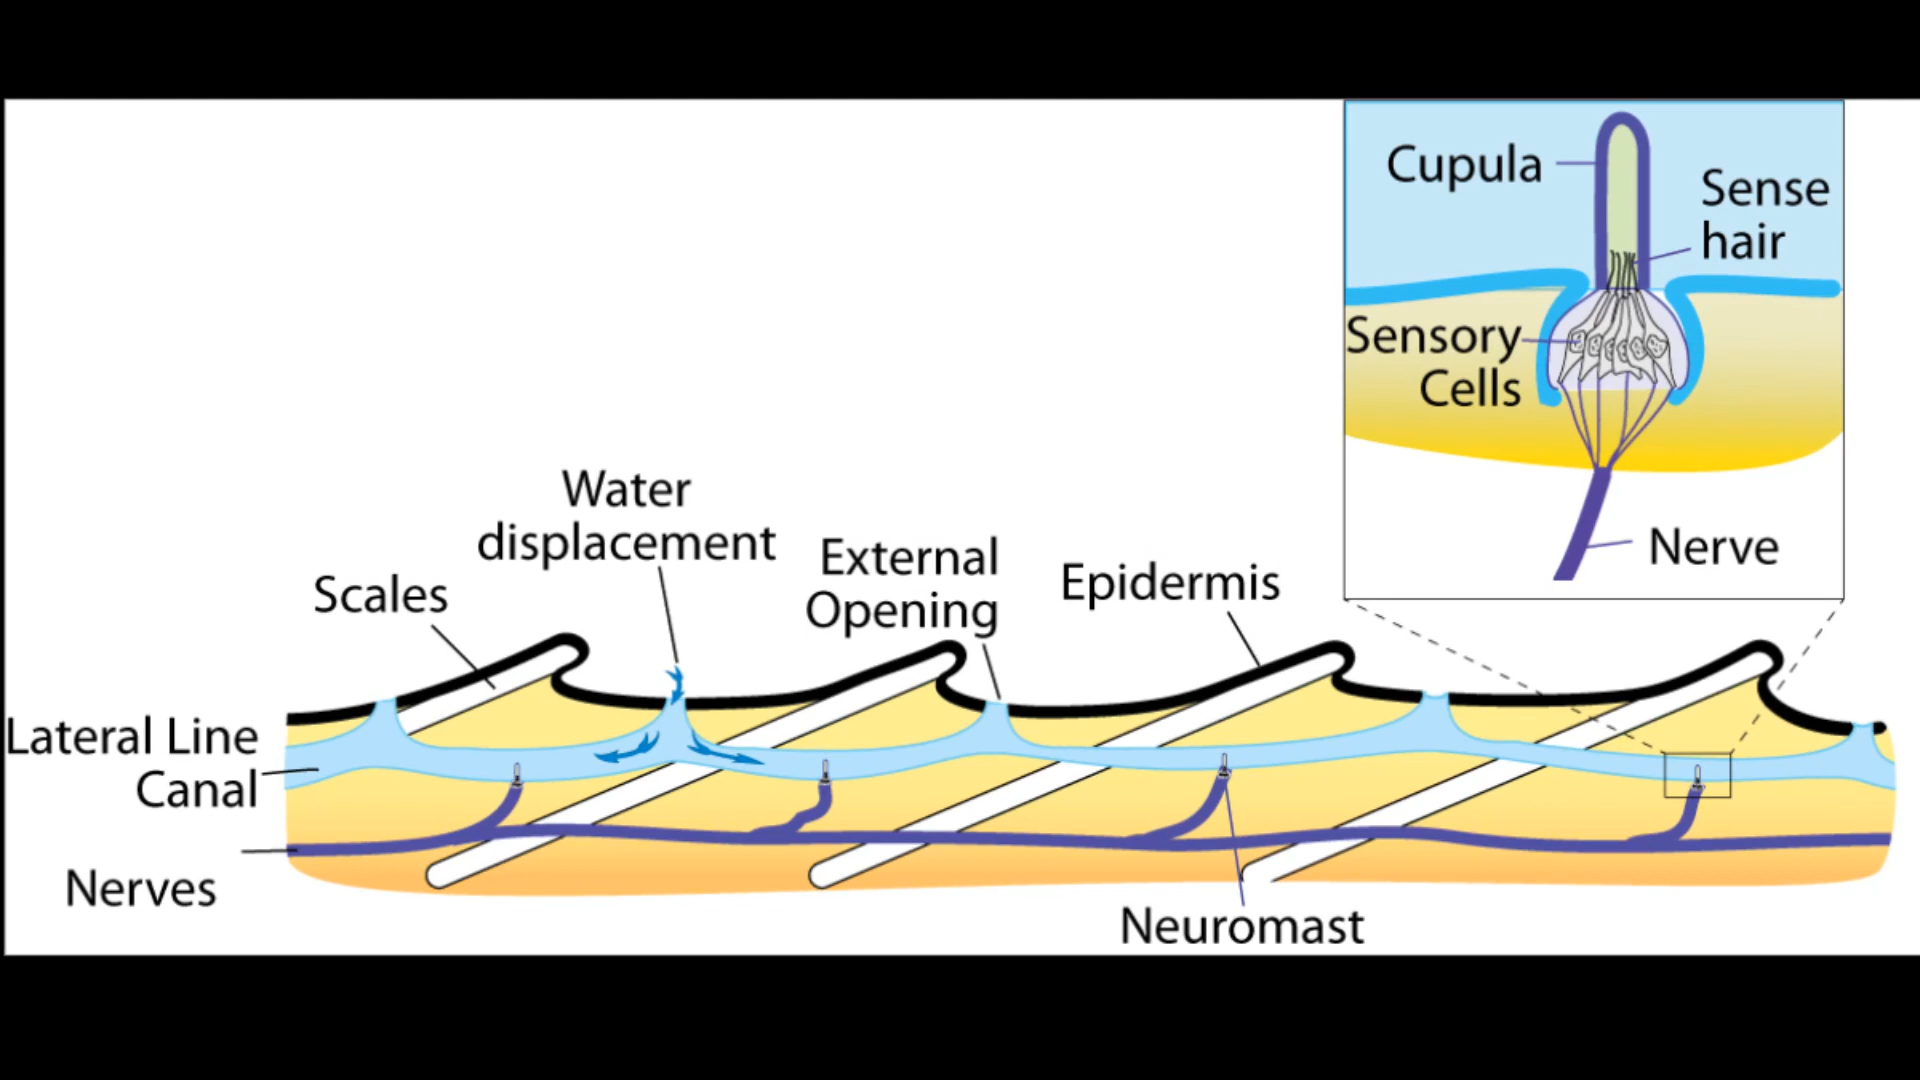 Cupula
Sense
hair
Sensory
Cells
Nerve
Water
displacement
External
Opening
Epidermis
Scales
Lateral Line
Canal
Nerves
Neuromast